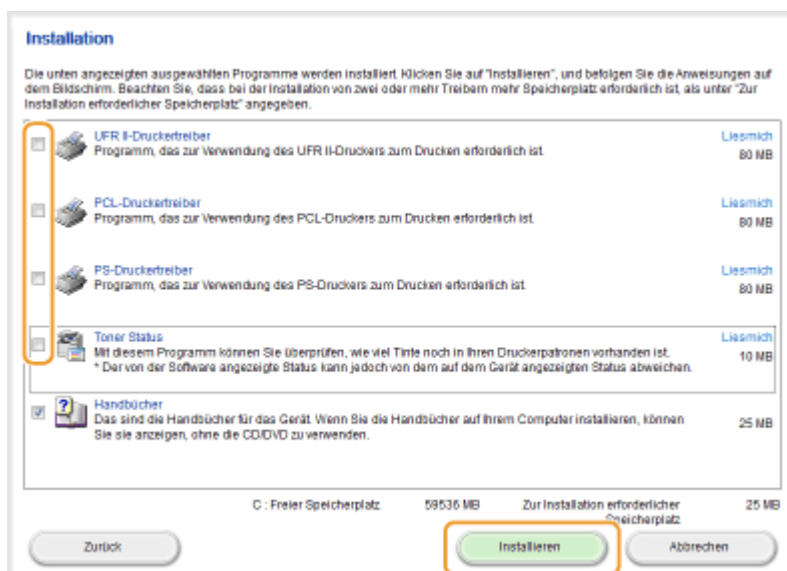 Installation
Die unten angezeigten ausgewählten Programme werden installiert. Klicken Sie auf "Installieren", und befolgen Sie die Anweisungen auf
dem Bildschirm. Beachten Sie, dass bei der Installation von zwei oder mehr Treibern mehr Speicherplatz erforderlich ist, als unter "Zur
Installation erforderlicher Speicherplatz" angegeben.
UFR II-Druckertreiber Liesmich
Programm, das zur Verwendung des UFR II-Druckers zum Drucken erforderlich ist. 80 MB
PCL-Druckertreiber Liesmich
Programm, das zur Verwendung des PCL-Druckers zum Drucken erforderlich ist. 80 MB
PS-Druckertreiber Liesmich
Programm, das zur Verwendung des PS-Druckers zum Drucken erforderlich ist. 80 MB
Toner Status Liesmich
Mit diesem Programm können Sie überprüfen, wie viel Tinte noch in Ihren Druckerpatronen vorhanden ist. 10 MB
* Der von der Software angezeigte Status kann jedoch von dem auf dem Gerät angezeigten Status abweichen.
Handbücher
Das sind die Handbücher für das Gerät. Wenn Sie die Handbücher auf Ihrem Computer installieren, können 25 MB
Sie sie anzeigen, ohne die CD/DVD zu verwenden.
C : Freier Speicherplatz 59536 MB Zur Installation erforderlicher 25 MB
Speicherplatz
Zurück Installieren Abbrechen